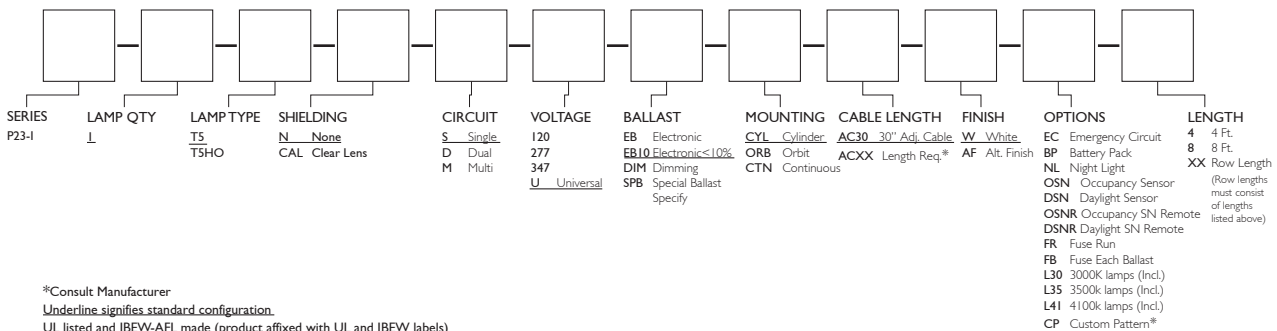 SERIES
P23-I
LAMP QTY
1
LAMP TYPE
T5
T5HO
SHIELDING
N None
CAL Clear Lens
CIRCUIT
S Single
D Dual
M Multi
VOLTAGE
120
277
347
U Universal
BALLAST
EB Electronic
EB10 Electronic<10%
DIM Dimming
SPB Special Ballast
Specify
MOUNTING
CYL Cylinder
ORB Orbit
CTN Continuous
CABLE LENGTH
AC30 30" Adj. Cable
ACXX Length Req.*
FINISH
W White
AF Alt. Finish
OPTIONS
EC Emergency Circuit
BP Battery Pack
NL Night Light
OSN Occupancy Sensor
DSN Daylight Sensor
OSNR Occupancy SN Remote
DSNR Daylight SN Remote
FR Fuse Run
FB Fuse Each Ballast
L30 3000K lamps (Incl.)
L35 3500k lamps (Incl.)
L41 4100k lamps (Incl.)
CP Custom Pattern*
LENGTH
4 4 Ft.
8 8 Ft.
XX Row Length
(Row lengths
must consist
of lengths
listed above)
*Consult Manufacturer
Underline signifies standard configuration
UL listed and IBEW-AFL made (product affixed with UL and IBEW labels)